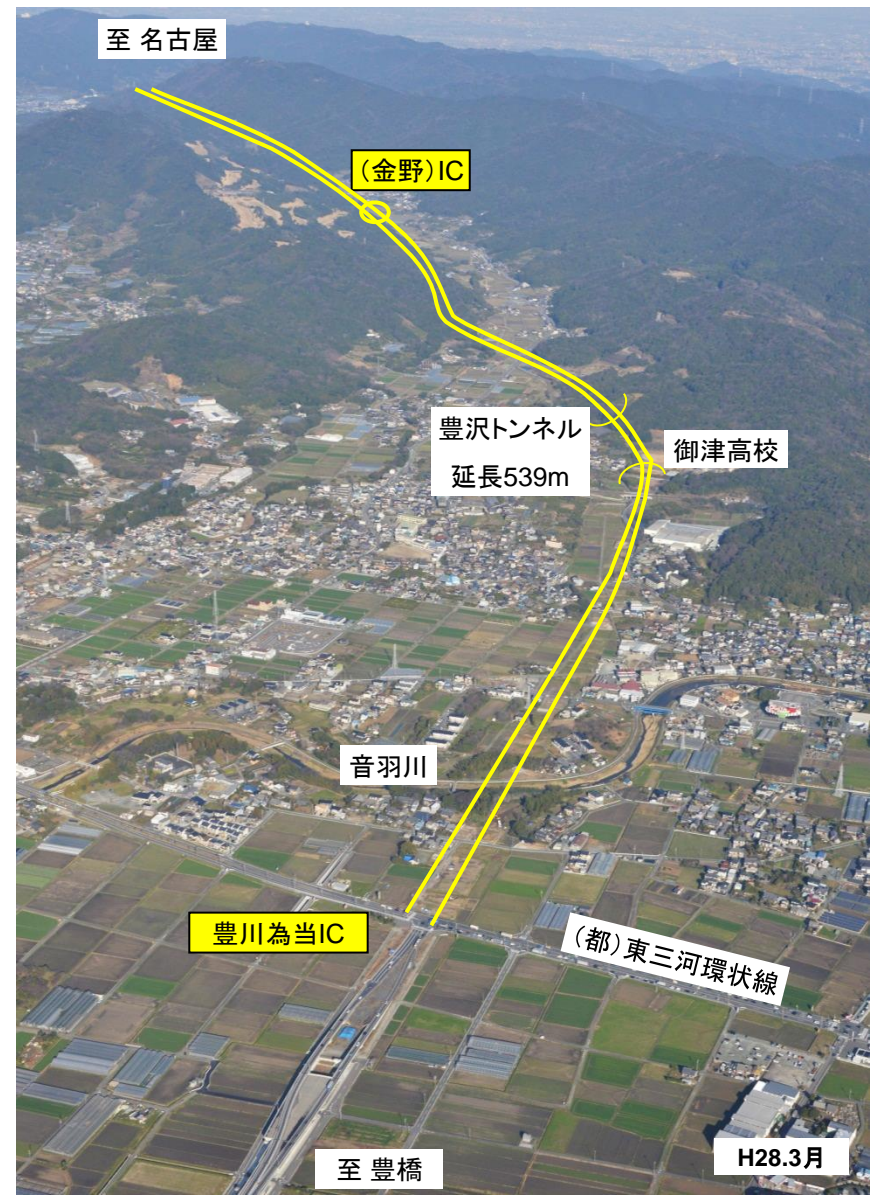 至 名古屋
(金野)IC
豊沢トンネル
延長539m
御津高校
音羽川
豊川為当IC
(都)東三河環状線
至 豊橋
H28.3月